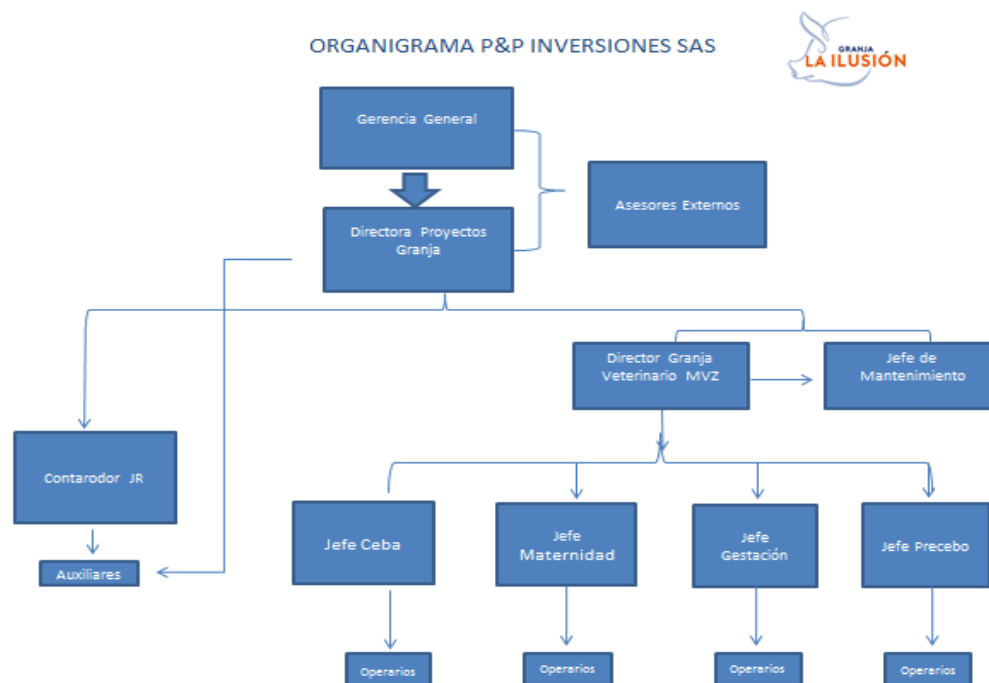 ORGANIGRAMA P&P INVERSIONES SAS
GRANJA
LA ILUSIÓN
Gerencia General
Asesores Externos
Directora Proyectos
Granja
Director Granja
Veterinario MVZ
Jefe de
Mantenimiento
Contarodor JR
Jefe Ceba
Jefe
Maternidad
Jefe
Gestación
Jefe Precebo
Auxiliares
Operarios
Operarios
Operarios
Operarios